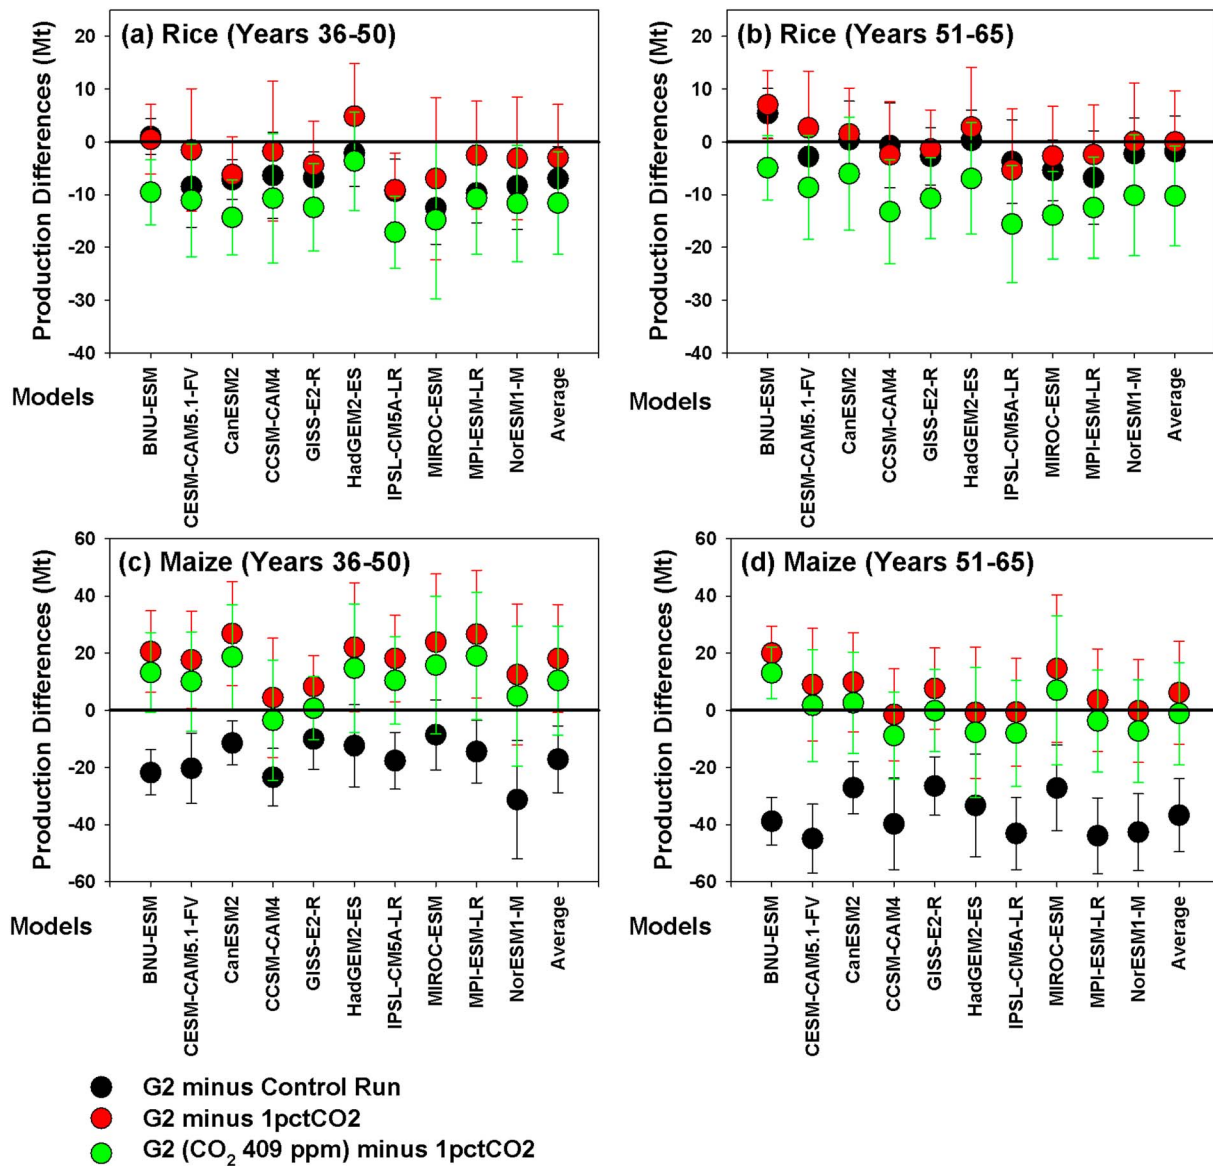 (a) Rice (Years 36-50)
Production Differences (Mt)
20
10
0
-10
-20
-30
-40
Models
BNU-ESM
CESM-CAM5.1-FV
CanESM2
CCSM-CAM4
GISS-E2-R
HadGEM2-ES
IPSL-CM5A-LR
MIROC-ESM
MPI-ESM-LR
NorESM1-M
Average
(b) Rice (Years 51-65)
Production Differences (Mt)
20
10
0
-10
-20
-30
-40
BNU-ESM
CESM-CAM5.1-FV
CanESM2
CCSM-CAM4
GISS-E2-R
HadGEM2-ES
IPSL-CM5A-LR
MIROC-ESM
MPI-ESM-LR
NorESM1-M
Average
Models
(c) Maize (Years 36-50)
Production Differences (Mt)
60
40
20
0
-20
-40
-60
Models
BNU-ESM
CESM-CAM5.1-FV
CanESM2
CCSM-CAM4
GISS-E2-R
HadGEM2-ES
IPSL-CM5A-LR
MIROC-ESM
MPI-ESM-LR
NorESM1-M
Average
(d) Maize (Years 51-65)
Production Differences (Mt)
60
40
20
0
-20
-40
-60
Models
BNU-ESM
CESM-CAM5.1-FV
CanESM2
CCSM-CAM4
GISS-E2-R
HadGEM2-ES
IPSL-CM5A-LR
MIROC-ESM
MPI-ESM-LR
NorESM1-M
Average
G2 minus Control Run
G2 minus 1pctCO2
G2 (CO₂ 409 ppm) minus 1pctCO2